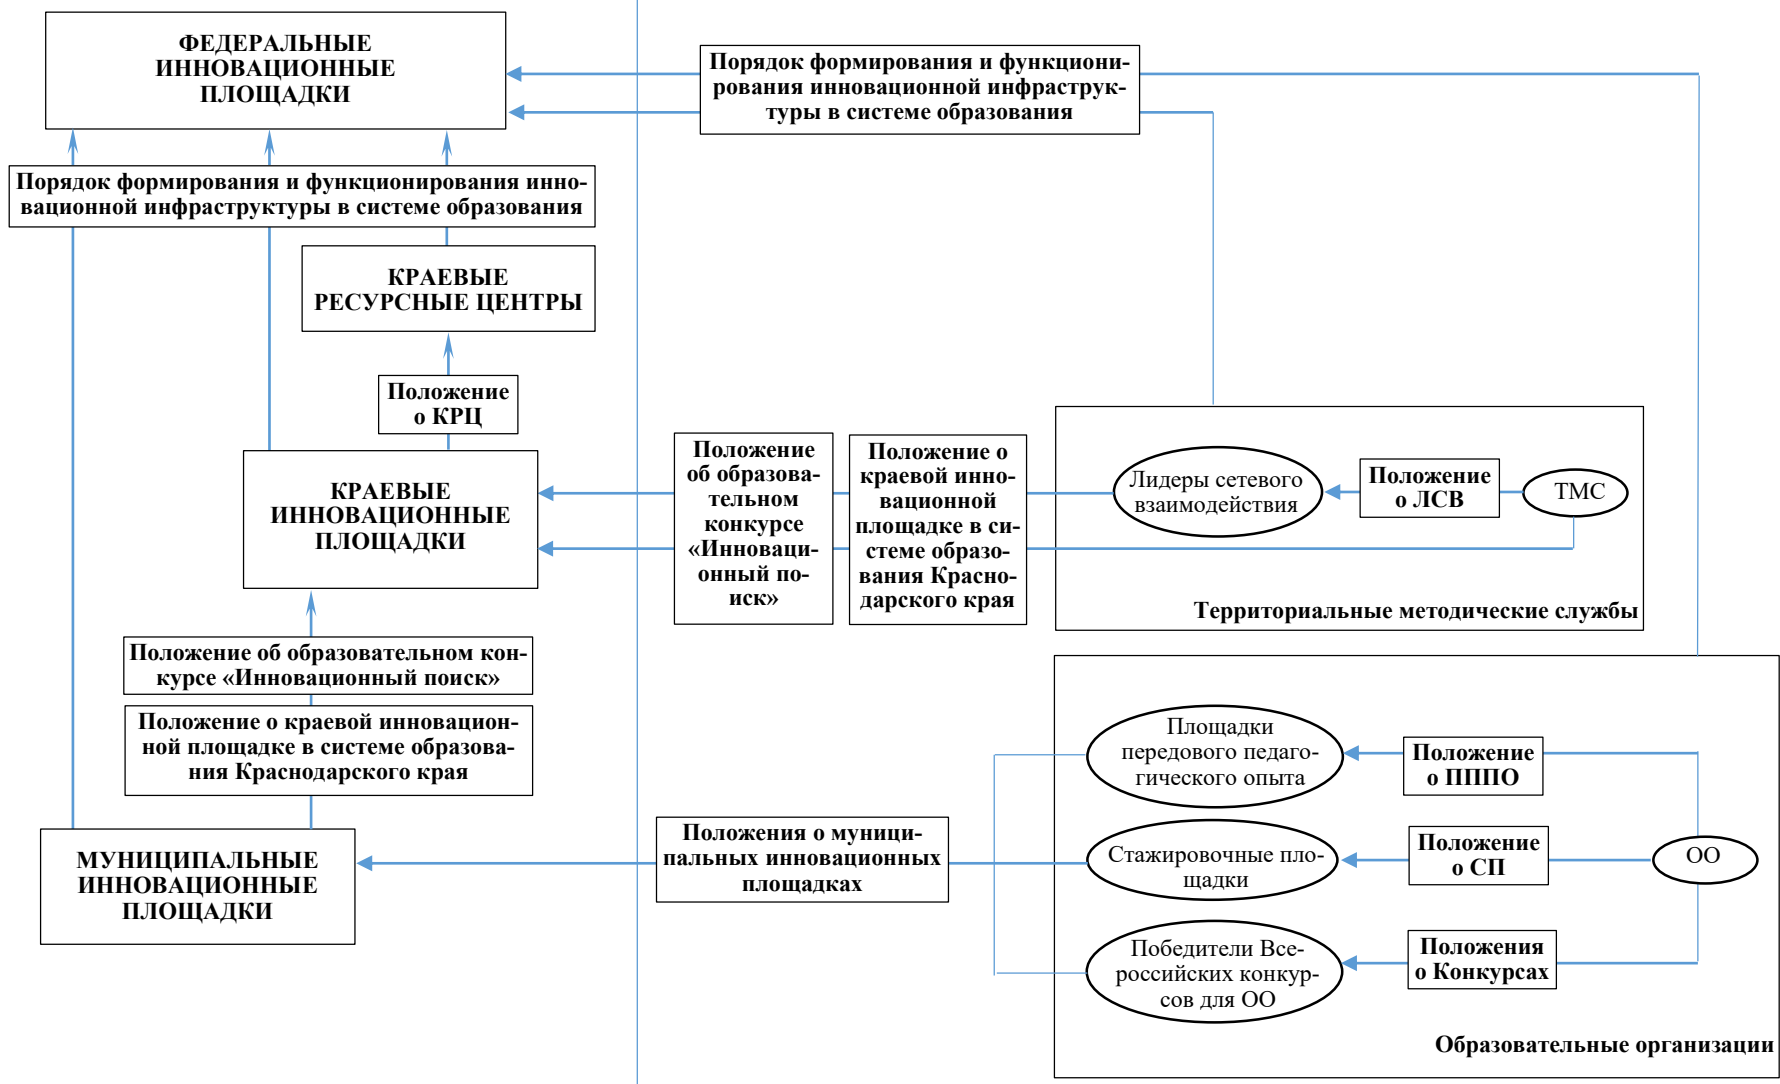 ФЕДЕРАЛЬНЫЕ
ИННОВАЦИОННЫЕ
ПЛОЩАДКИ
Порядок формирования и функциони-
рования инновационной инфраструк-
туры в системе образования
Порядок формирования и функционирования инно-
вационной инфраструктуры в системе образования
КРАЕВЫЕ
РЕСУРСНЫЕ ЦЕНТРЫ
Положение
о КРЦ
КРАЕВЫЕ
ИННОВАЦИОННЫЕ
ПЛОЩАДКИ
Положение
об образова-
тельном
конкурсе
«Инноваци-
онный по-
иск»
Положение о
краевой инно-
вационной
площадке в си-
стеме образо-
вания Красно-
дарского края
Лидеры сетевого
взаимодействия
Положение
о ЛСВ
ТМС
Территориальные методические службы
Положение об образовательном кон-
курсе «Инновационный поиск»
Положение о краевой инновацион-
ной площадке в системе образова-
ния Краснодарского края
МУНИЦИПАЛЬНЫЕ
ИННОВАЦИОННЫЕ
ПЛОЩАДКИ
Положения о муници-
пальных инновационных
площадках
Площадки
передового педаго-
гического опыта
Положение
о ПППО
Стажировочные пло-
щадки
Положение
о СП
ОО
Победители Все-
российских конкур-
сов для ОО
Положения
о Конкурсах
Образовательные организации